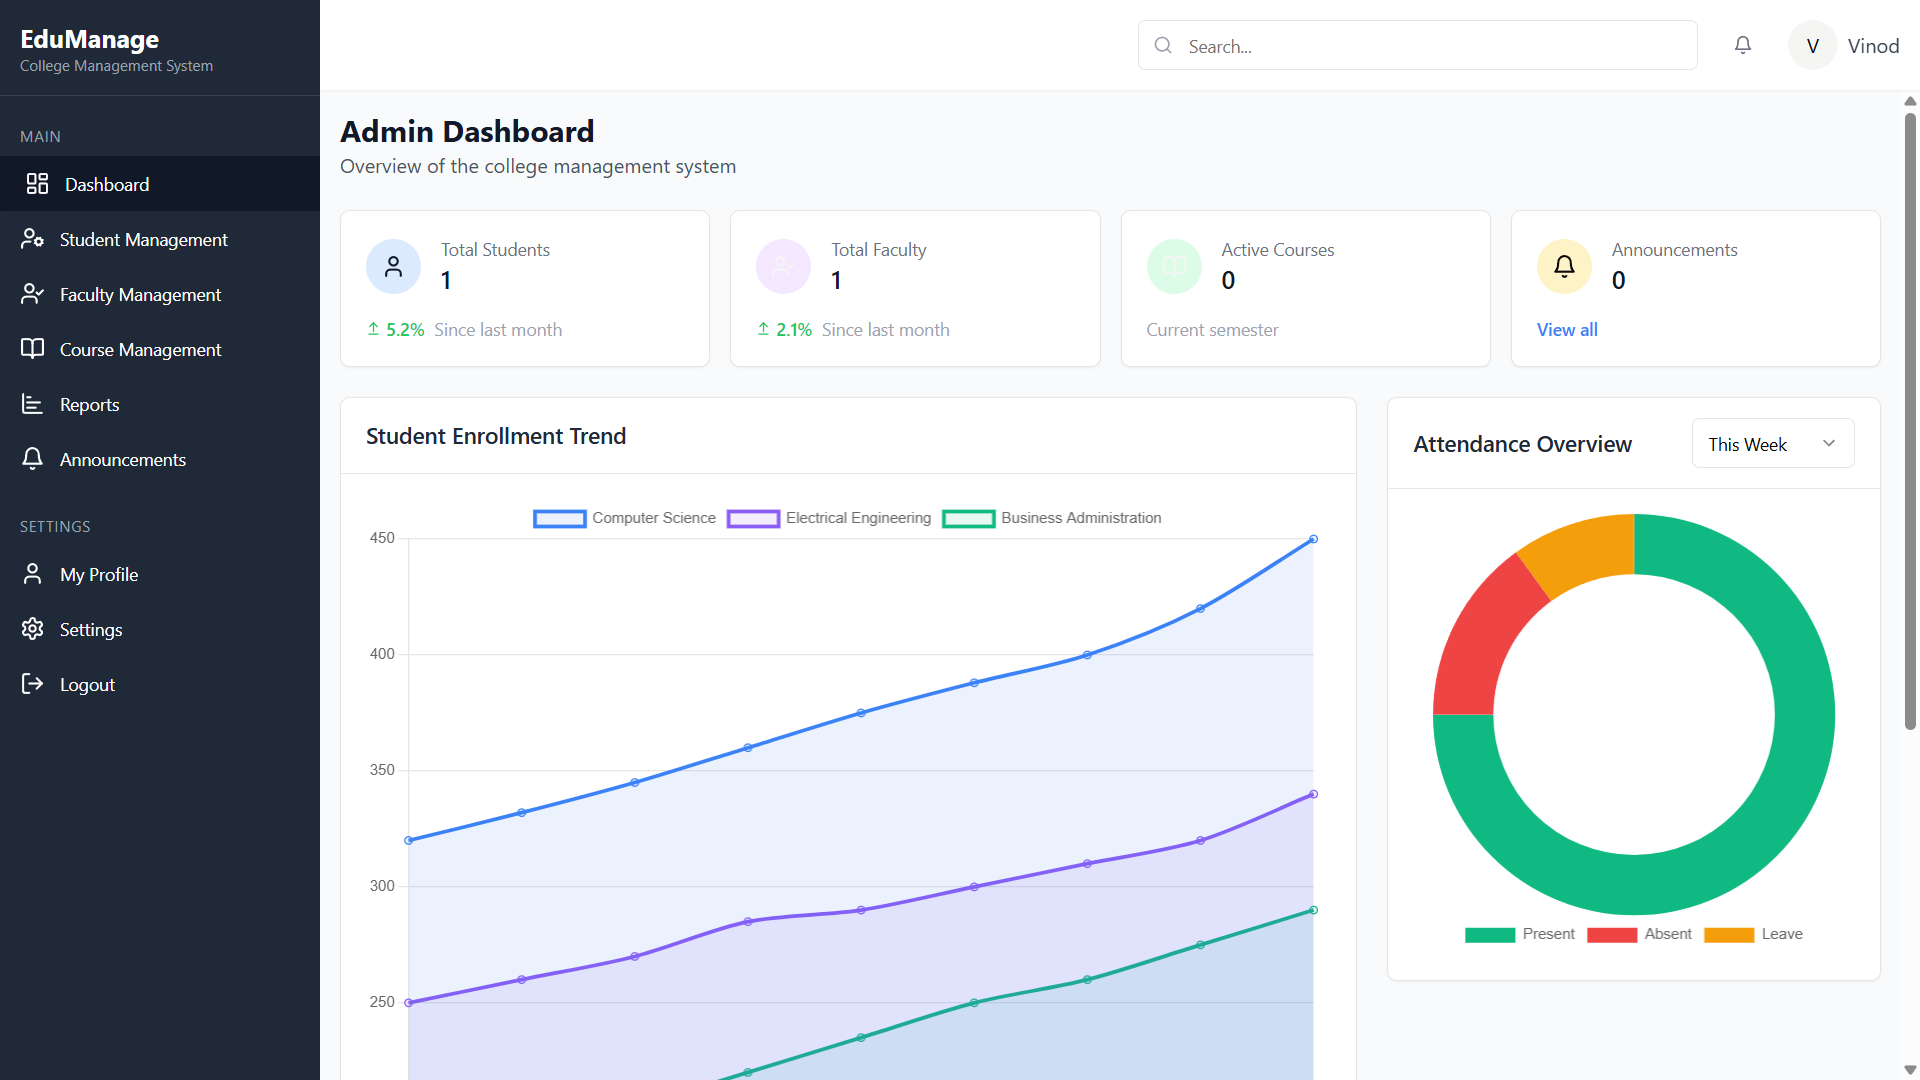 EduManage
College Management System
MAIN
Dashboard
Student Management
Faculty Management
Course Management
Reports
Announcements
SETTINGS
My Profile
Settings
Logout
Search...
V
Vinod
Admin Dashboard
Overview of the college management system
Total Students
1
5.2% Since last month
Total Faculty
1
2.1% Since last month
Active Courses
0
Current semester
Announcements
0
View all
Student Enrollment Trend
Computer Science
Electrical Engineering
Business Administration
450
400
350
300
250
Attendance Overview
This Week
Present
Absent
Leave